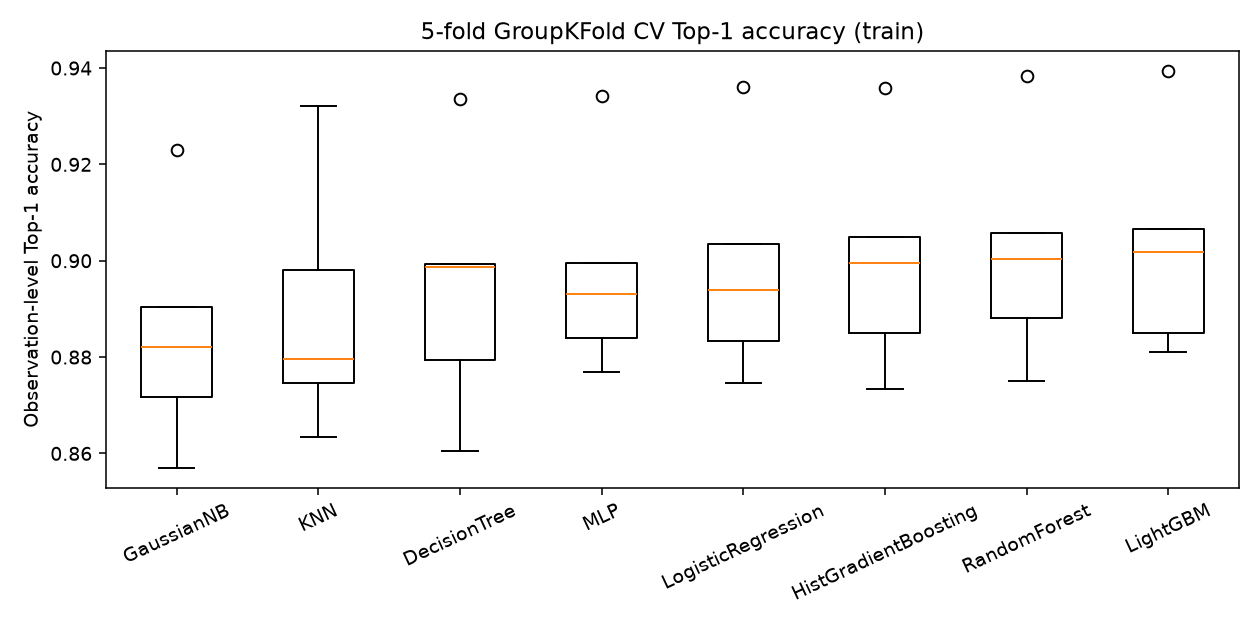 5-fold GroupKFold CV Top-1 accuracy (train)
Observation-level Top-1 accuracy
0.94
0.92
0.90
0.88
0.86
GaussianNB
KNN
DecisionTree
MLP
LogisticRegression
HistGradientBoosting
RandomForest
LightGBM